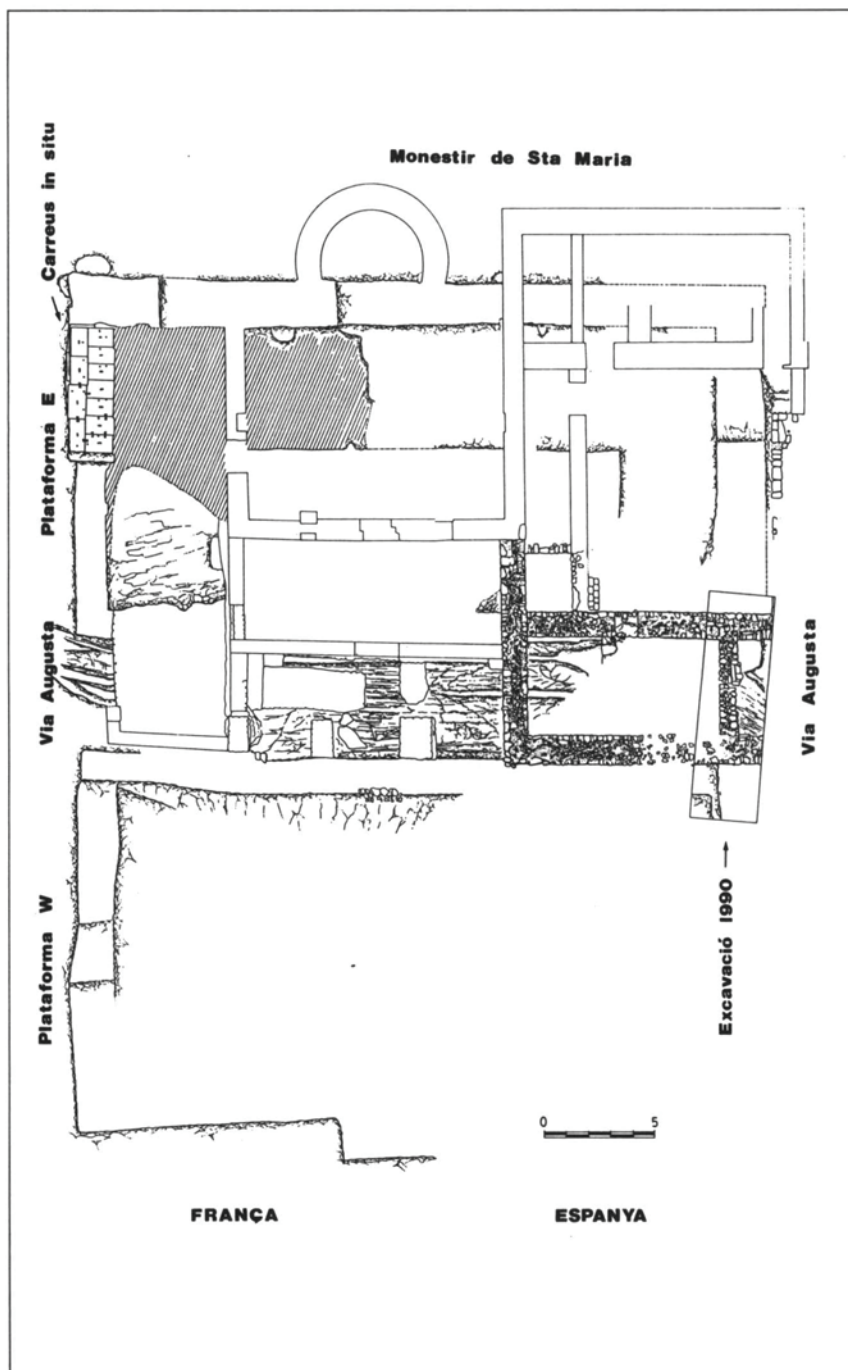 Monestir de Sta Maria
Carreus in situ
Plataforma E
Via Augusta
Plataforma W
Via Augusta
Excavació 1990
0 5
FRANÇA
ESPANYA